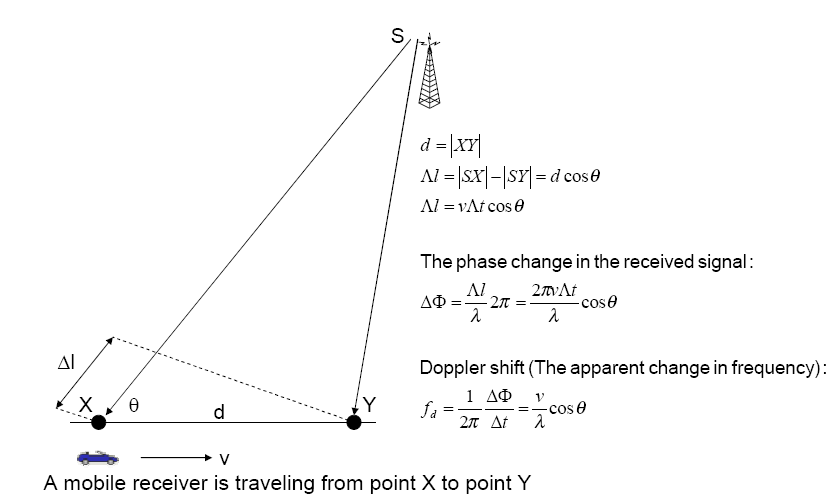 S
d = |XY|
Λl = |SX| − |SY| = d cosθ
Λl = vΛt cosθ
The phase change in the received signal:
ΔΦ = Λl/λ 2π = 2πvΛt/λ cosθ
Doppler shift (The apparent change in frequency):
f_d = 1/2π ΔΦ/Δt = v/λ cosθ
Δl
X
θ
d
Y
v
A mobile receiver is traveling from point X to point Y